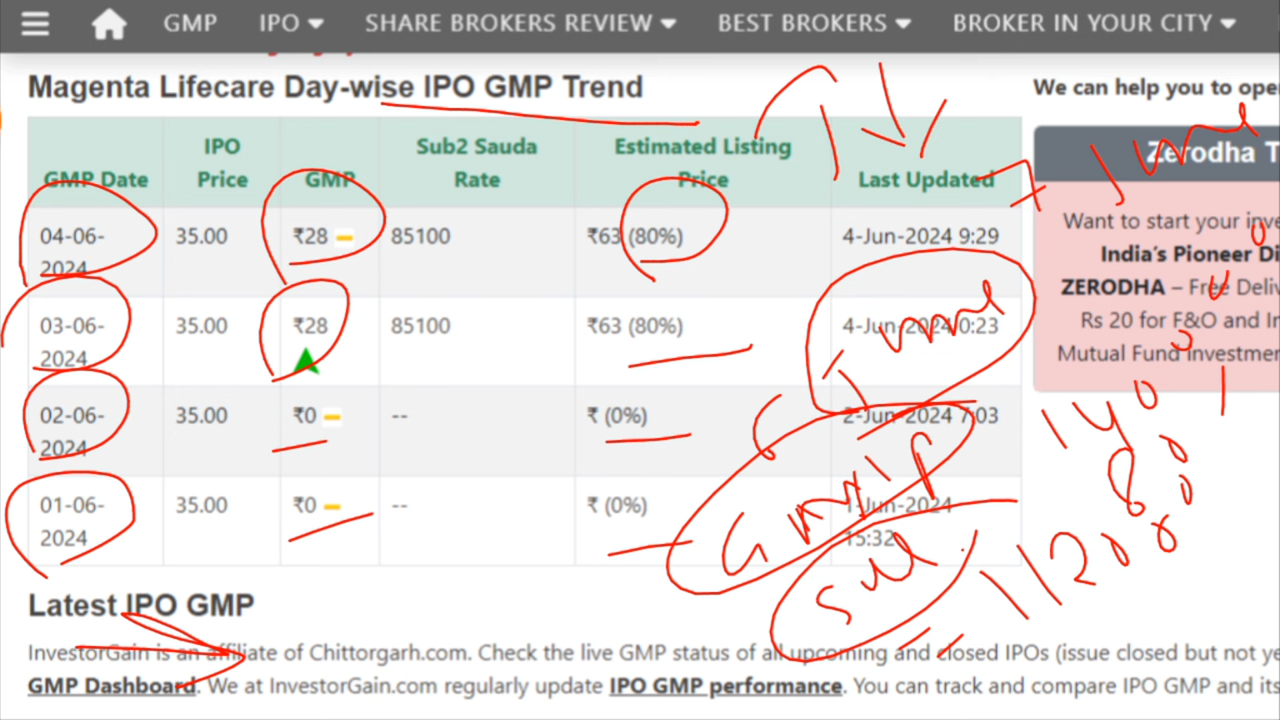 GMP IPO SHARE BROKERS REVIEW BEST BROKERS BROKER IN YOUR CITY
Magenta Lifecare Day-wise IPO GMP Trend
GMP Date IPO Price GMP Sub2 Sauda Rate Estimated Listing Price Last Updated
04-06-2024 35.00 ₹28 85100 ₹63 (80%) 4-Jun-2024 9:29
03-06-2024 35.00 ₹28 85100 ₹63 (80%) 4-Jun-2024 0:23
02-06-2024 35.00 ₹0 -- ₹ (0%) 2-Jun-2024 7:03
01-06-2024 35.00 ₹0 -- ₹ (0%) 1-Jun-2024 15:32
Latest IPO GMP
InvestorGain is an affiliate of Chittorgarh.com. Check the live GMP status of all upcoming and closed IPOs (issue closed but not ye
GMP Dashboard. We at InvestorGain.com regularly update IPO GMP performance. You can track and compare IPO GMP and its
We can help you to ope
Zerodha T
Want to start your inve
India's Pioneer Di
ZERODHA – Free Deliv
Rs 20 for F&O and In
Mutual Fund investmen
GMP